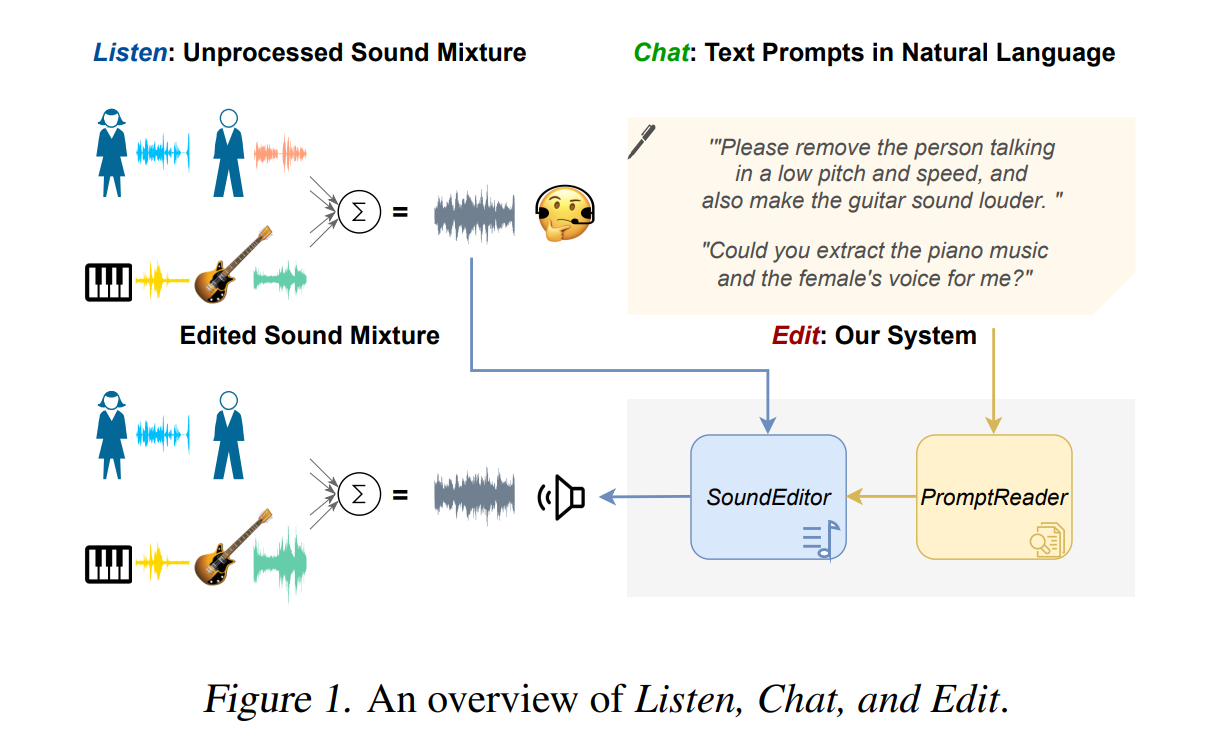 Listen: Unprocessed Sound Mixture
Chat: Text Prompts in Natural Language
'"Please remove the person talking
in a low pitch and speed, and
also make the guitar sound louder. "
"Could you extract the piano music
and the female's voice for me?"
Σ =
Edited Sound Mixture
Edit: Our System
Σ =
SoundEditor
PromptReader
Figure 1. An overview of Listen, Chat, and Edit.